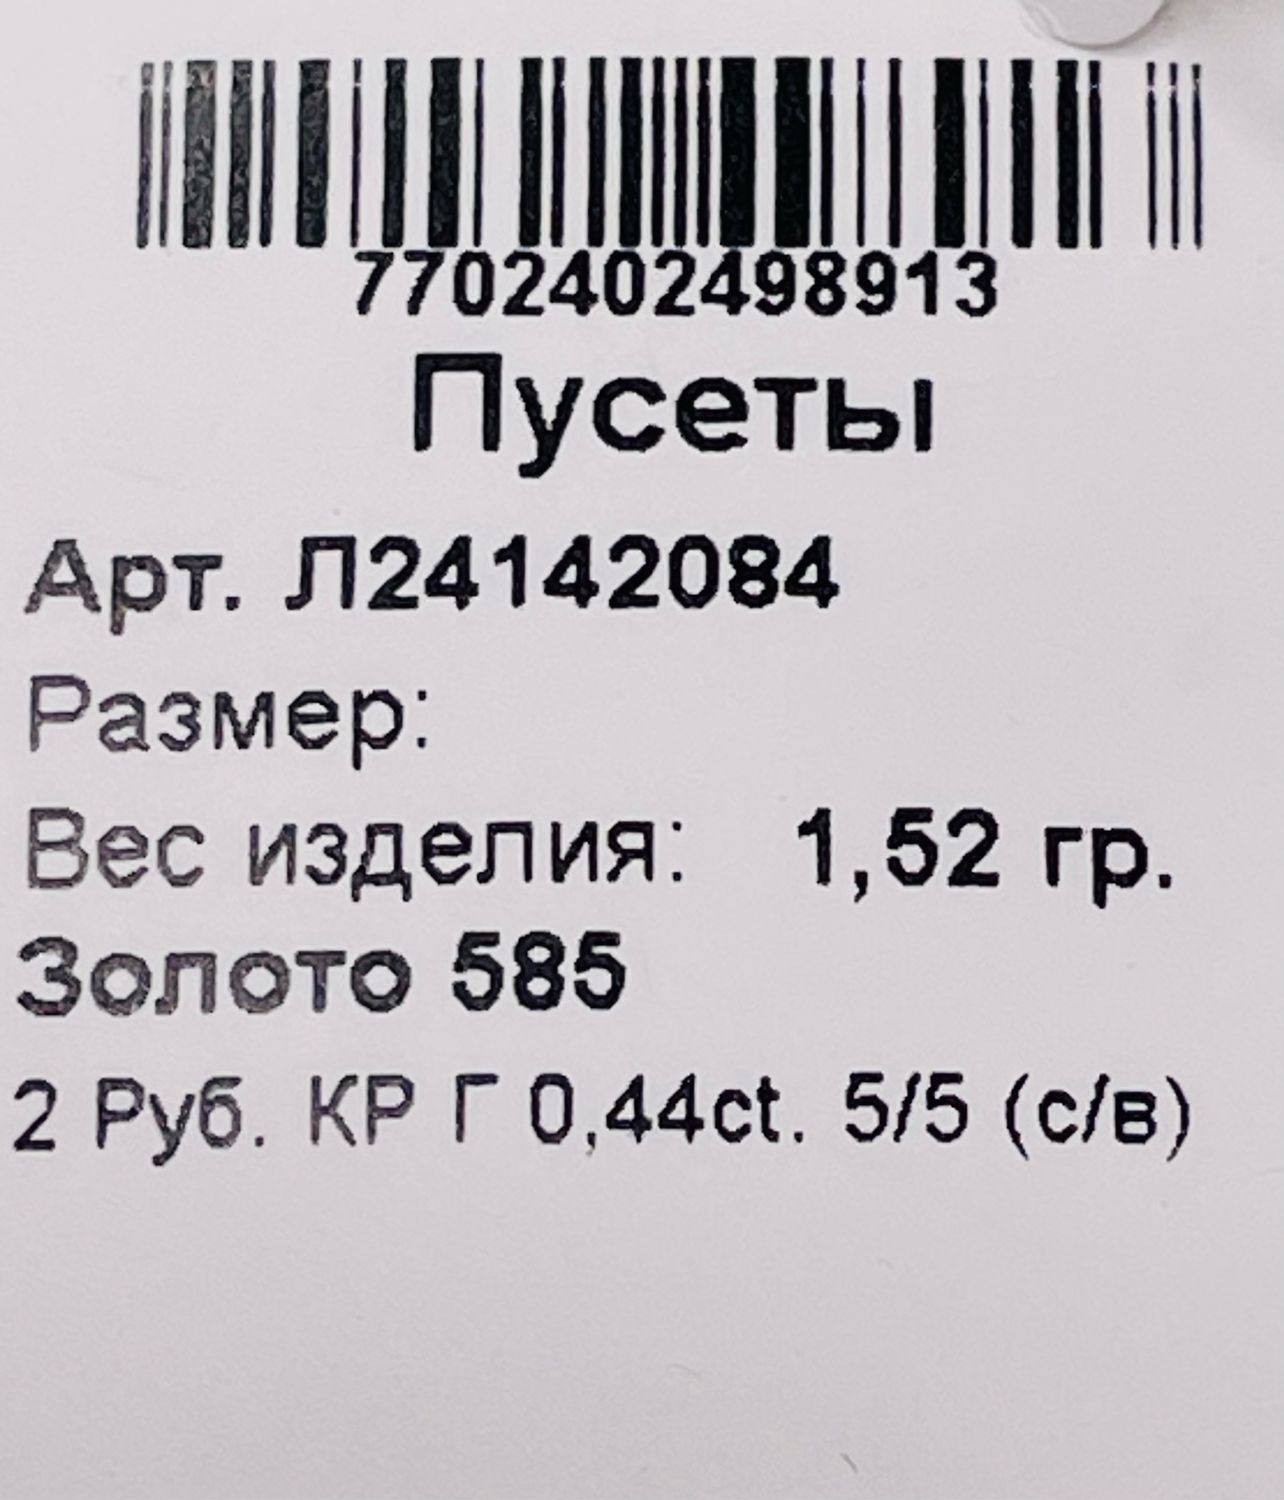 7702402498913
Пусеты
Арт. Л24142084
Размер:
Вес изделия: 1,52 гр.
Золото 585
2 Руб. КР Г 0,44ct. 5/5 (с/в)